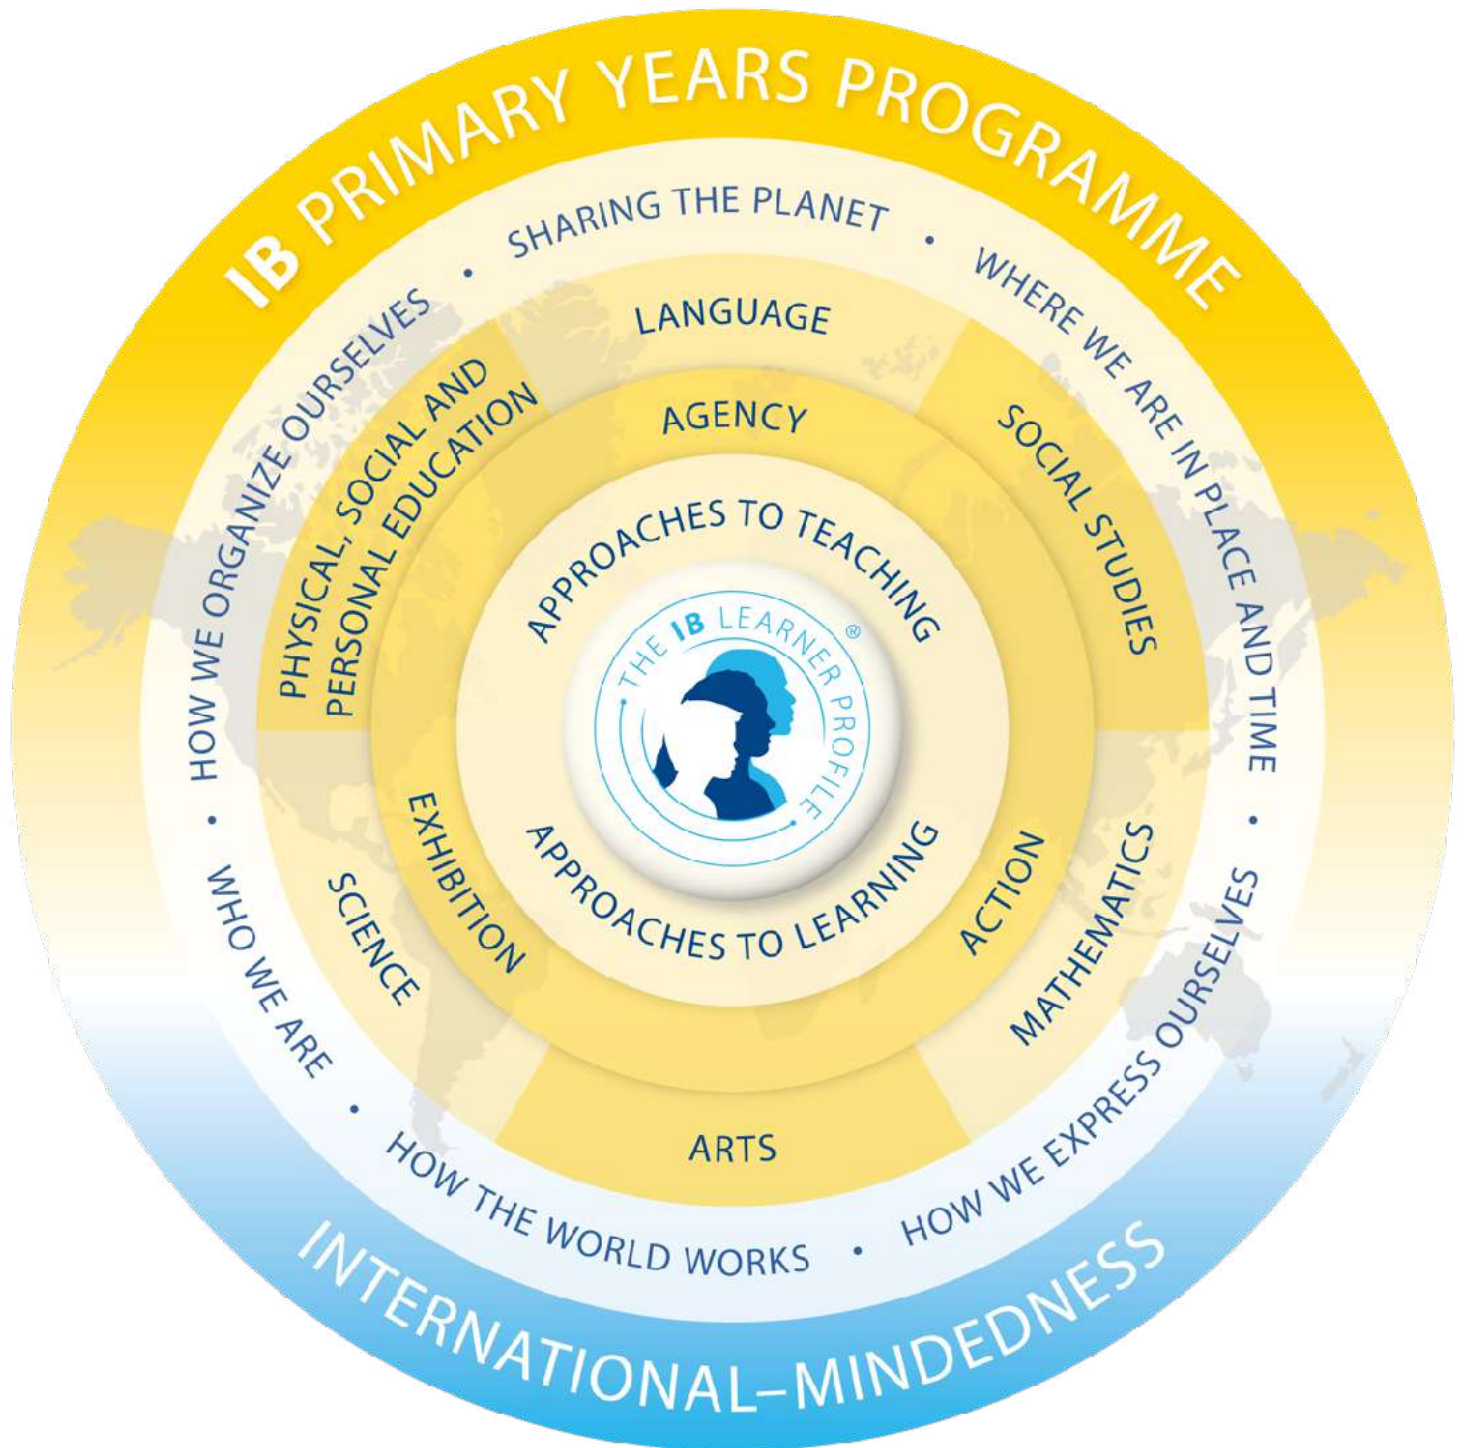 IB PRIMARY YEARS PROGRAMME
SHARING THE PLANET
•
WHERE WE ARE IN PLACE AND TIME
•
HOW WE EXPRESS OURSELVES
•
HOW THE WORLD WORKS
•
WHO WE ARE
•
HOW WE ORGANIZE OURSELVES
•
LANGUAGE
SOCIAL STUDIES
MATHEMATICS
ARTS
SCIENCE
PHYSICAL, SOCIAL AND
PERSONAL EDUCATION
AGENCY
ACTION
EXHIBITION
APPROACHES TO TEACHING
APPROACHES TO LEARNING
THE IB LEARNER PROFILE ®
INTERNATIONAL–MINDEDNESS